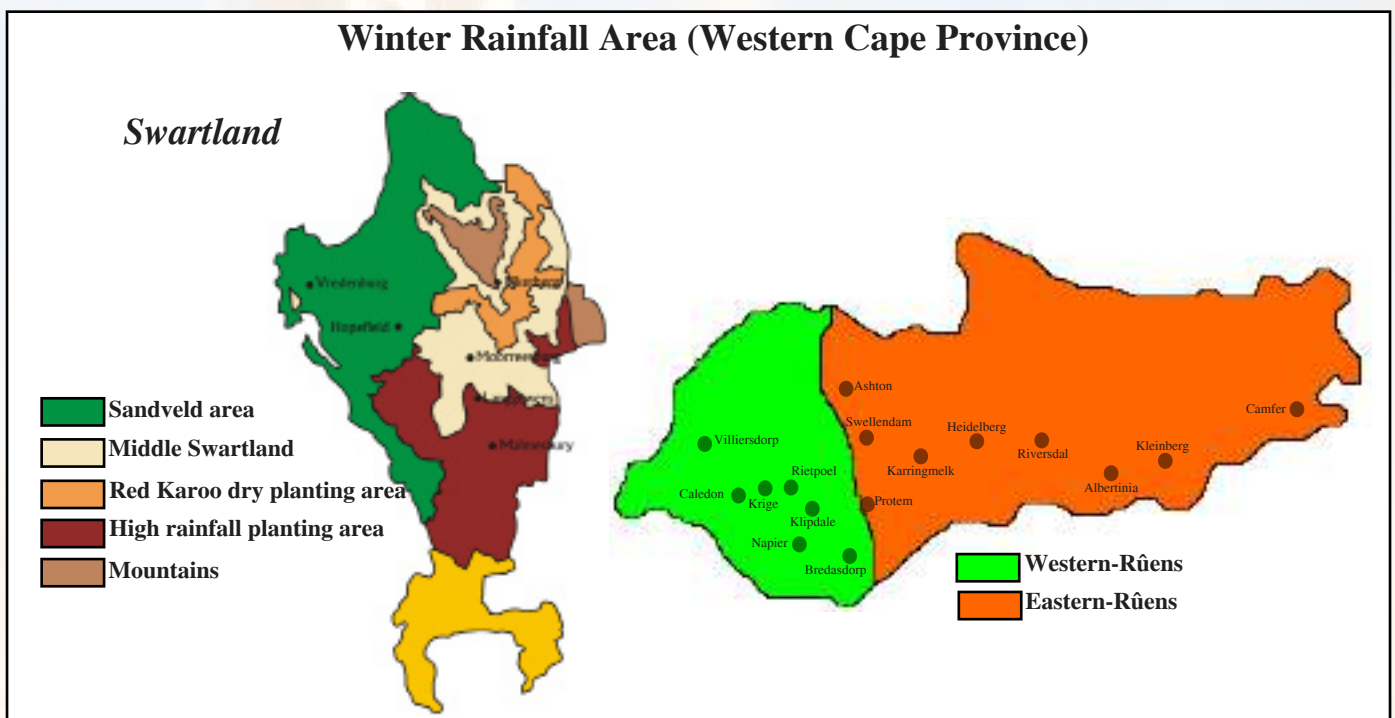 Winter Rainfall Area (Western Cape Province)
Swartland
Vredenburg
Hopefield
Malmesbury
Sandveld area
Middle Swartland
Red Karoo dry planting area
High rainfall planting area
Mountains
Ashton
Swellendam
Heidelberg
Camfer
Villiersdorp
Karringmelk
Riversdal
Kleinberg
Rietpoel
Albertinia
Caledon
Krige
Protem
Klipdale
Napier
Bredasdorp
Western-Rûens
Eastern-Rûens